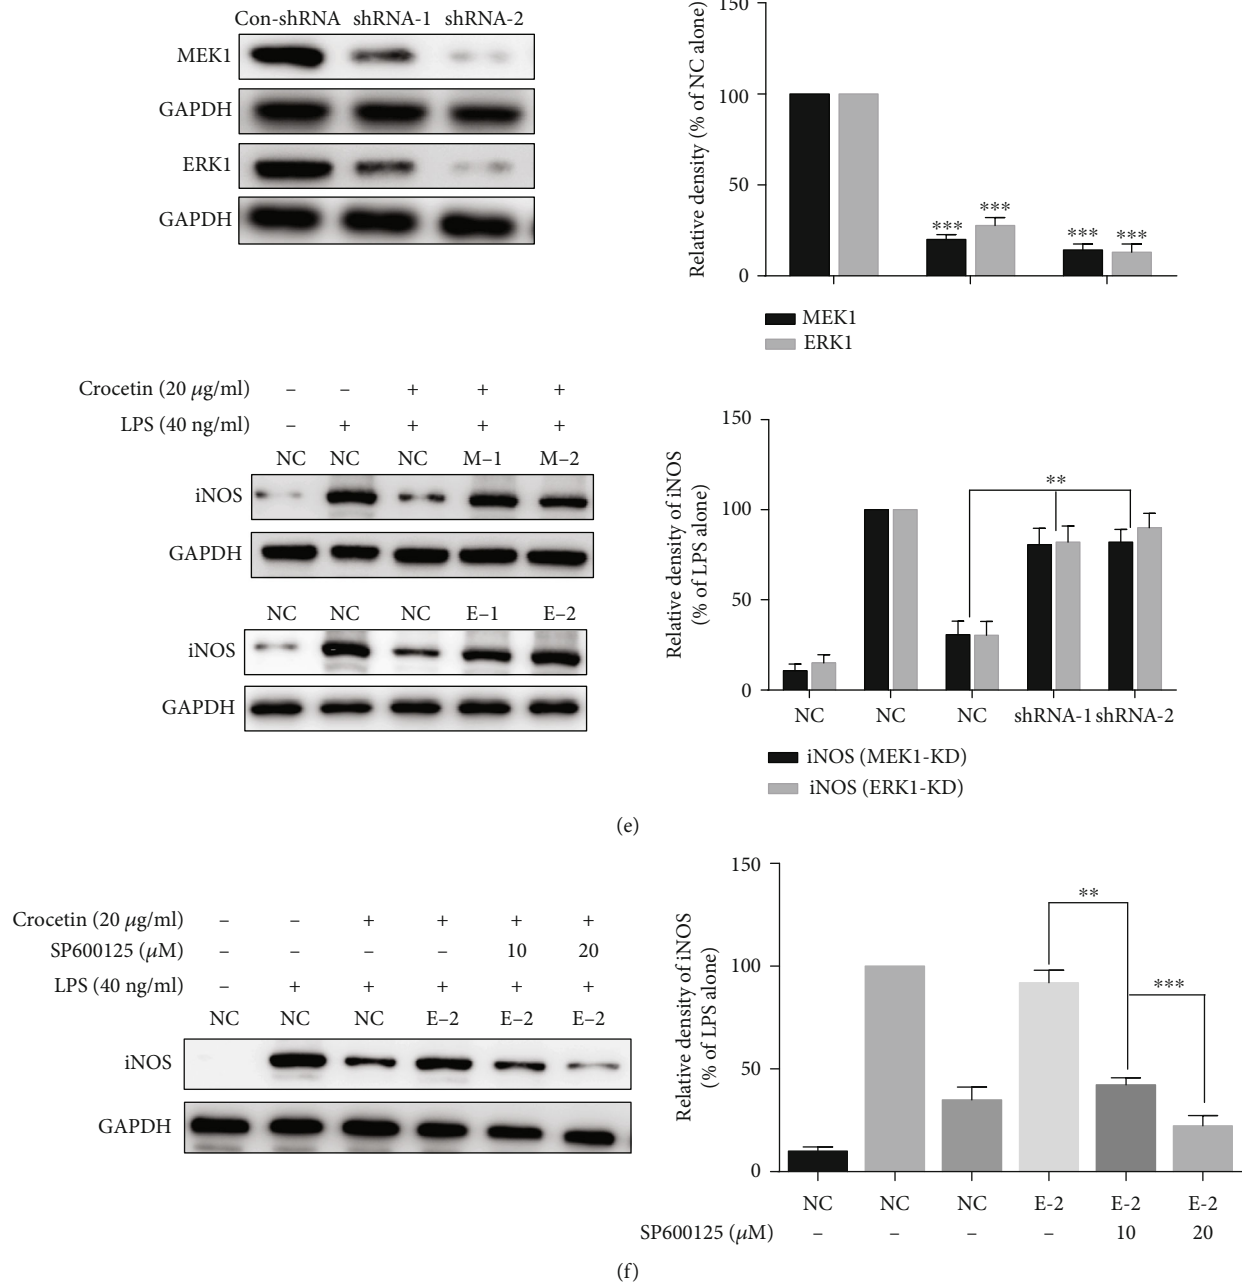 Con-shRNA shRNA-1 shRNA-2
MEK1
GAPDH
ERK1
GAPDH
150
100
50
0
Relative density (% of NC alone)
*** *** *** ***
MEK1
ERK1
Crocetin (20 μg/ml) – – + + +
LPS (40 ng/ml) – + + + +
NC NC NC M–1 M–2
iNOS
GAPDH
NC NC NC E–1 E–2
iNOS
GAPDH
150
100
50
0
Relative density of iNOS
(% of LPS alone)
**
NC NC NC shRNA-1 shRNA-2
iNOS (MEK1-KD)
iNOS (ERK1-KD)
(e)
Crocetin (20 μg/ml) – – + + + +
SP600125 (μM) – – – – 10 20
LPS (40 ng/ml) – + + + + +
NC NC NC E–2 E–2 E–2
iNOS
GAPDH
150
100
50
0
Relative density of iNOS
(% of LPS alone)
**
***
NC NC NC E-2 E-2 E-2
SP600125 (μM) – – – – 10 20
(f)